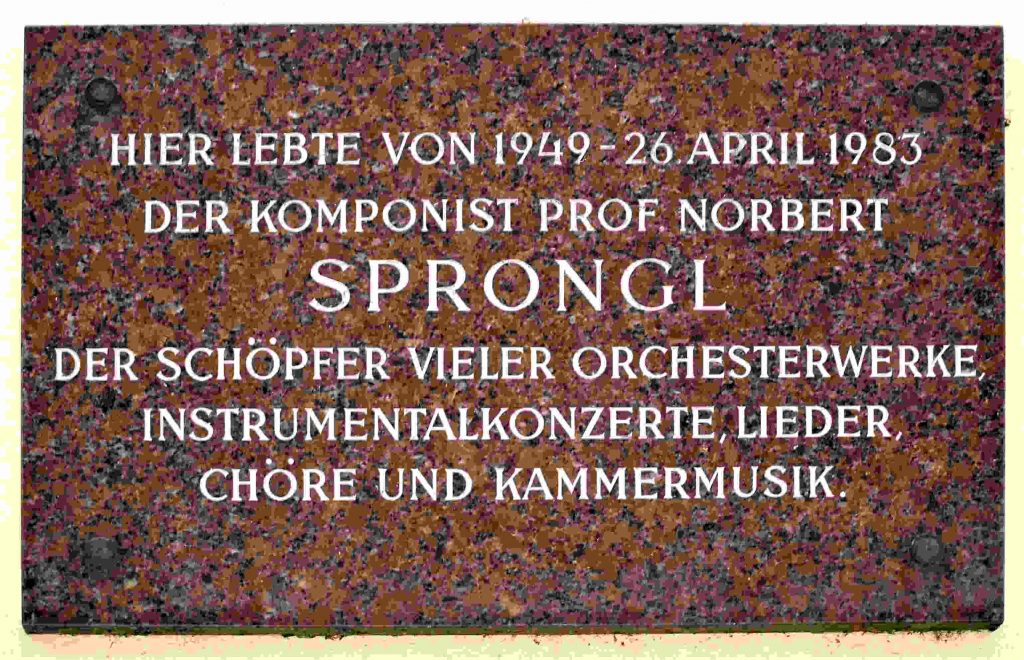 HIER LEBTE VON 1949 - 26. APRIL 1983
DER KOMPONIST PROF. NORBERT
SPRONGL
DER SCHÖPFER VIELER ORCHESTERWERKE,
INSTRUMENTALKONZERTE, LIEDER,
CHÖRE UND KAMMERMUSIK.